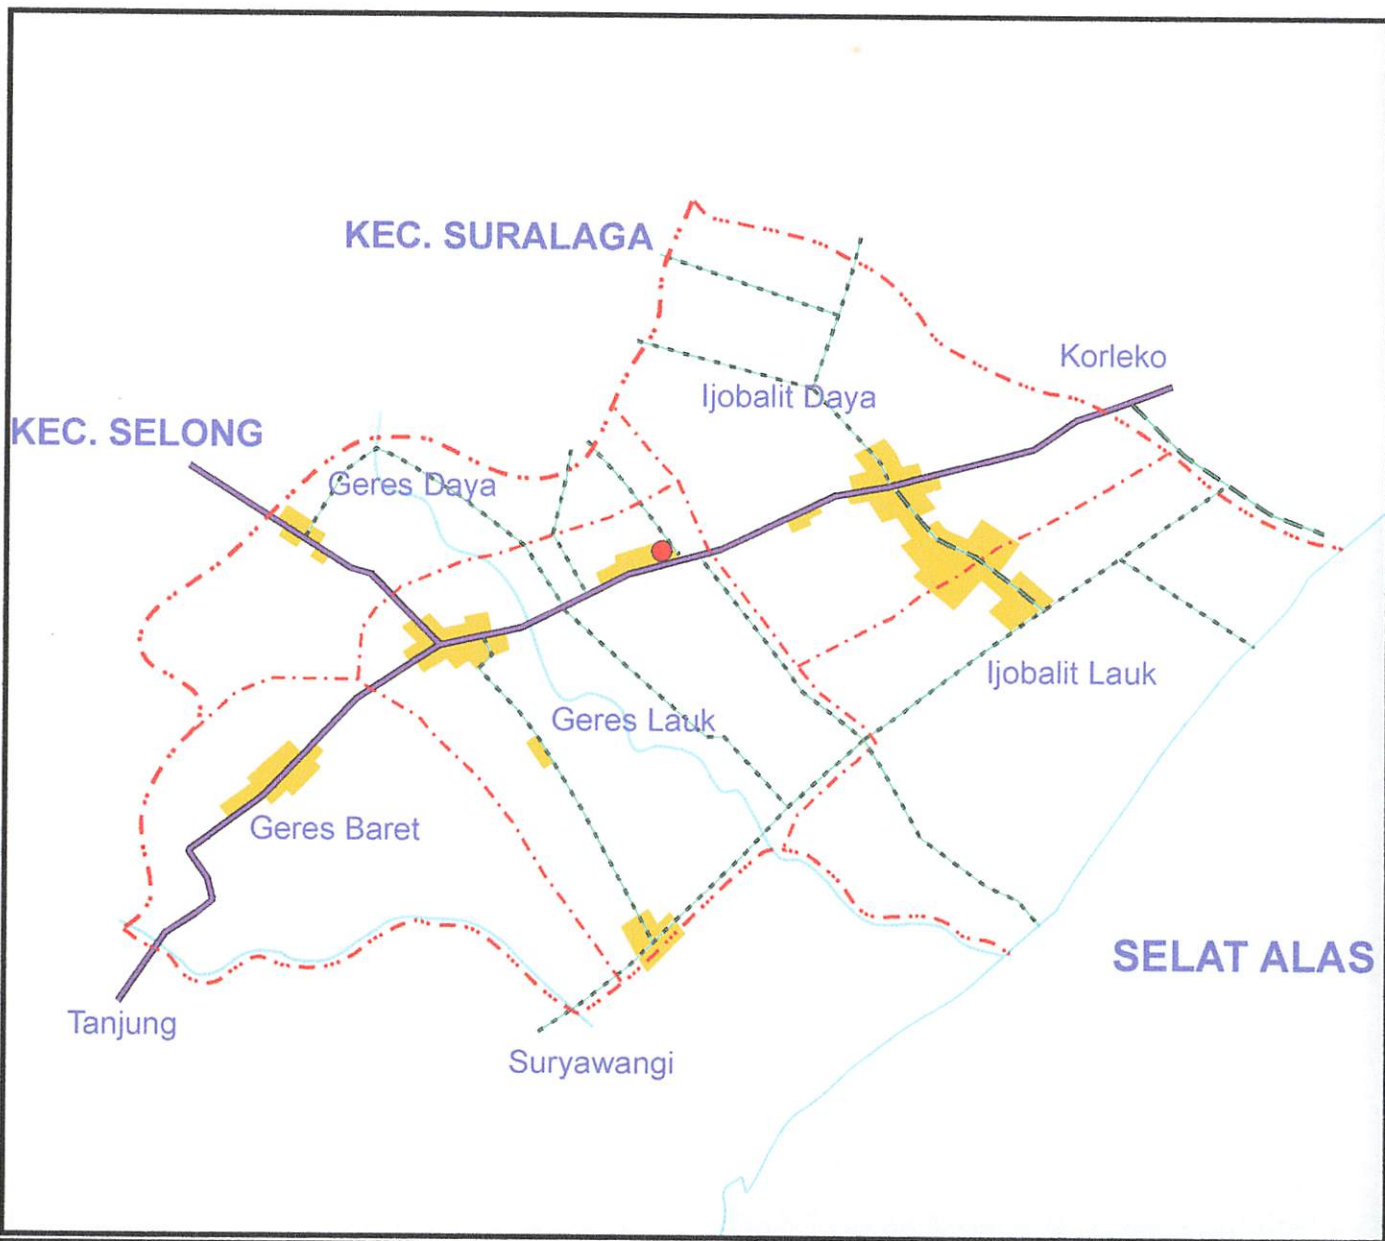 KEC. SURALAGA
Korleko
Ijobalit Daya
KEC. SELONG
Geres Daya
Ijobalit Lauk
Geres Lauk
Geres Baret
SELAT ALAS
Tanjung
Suryawangi